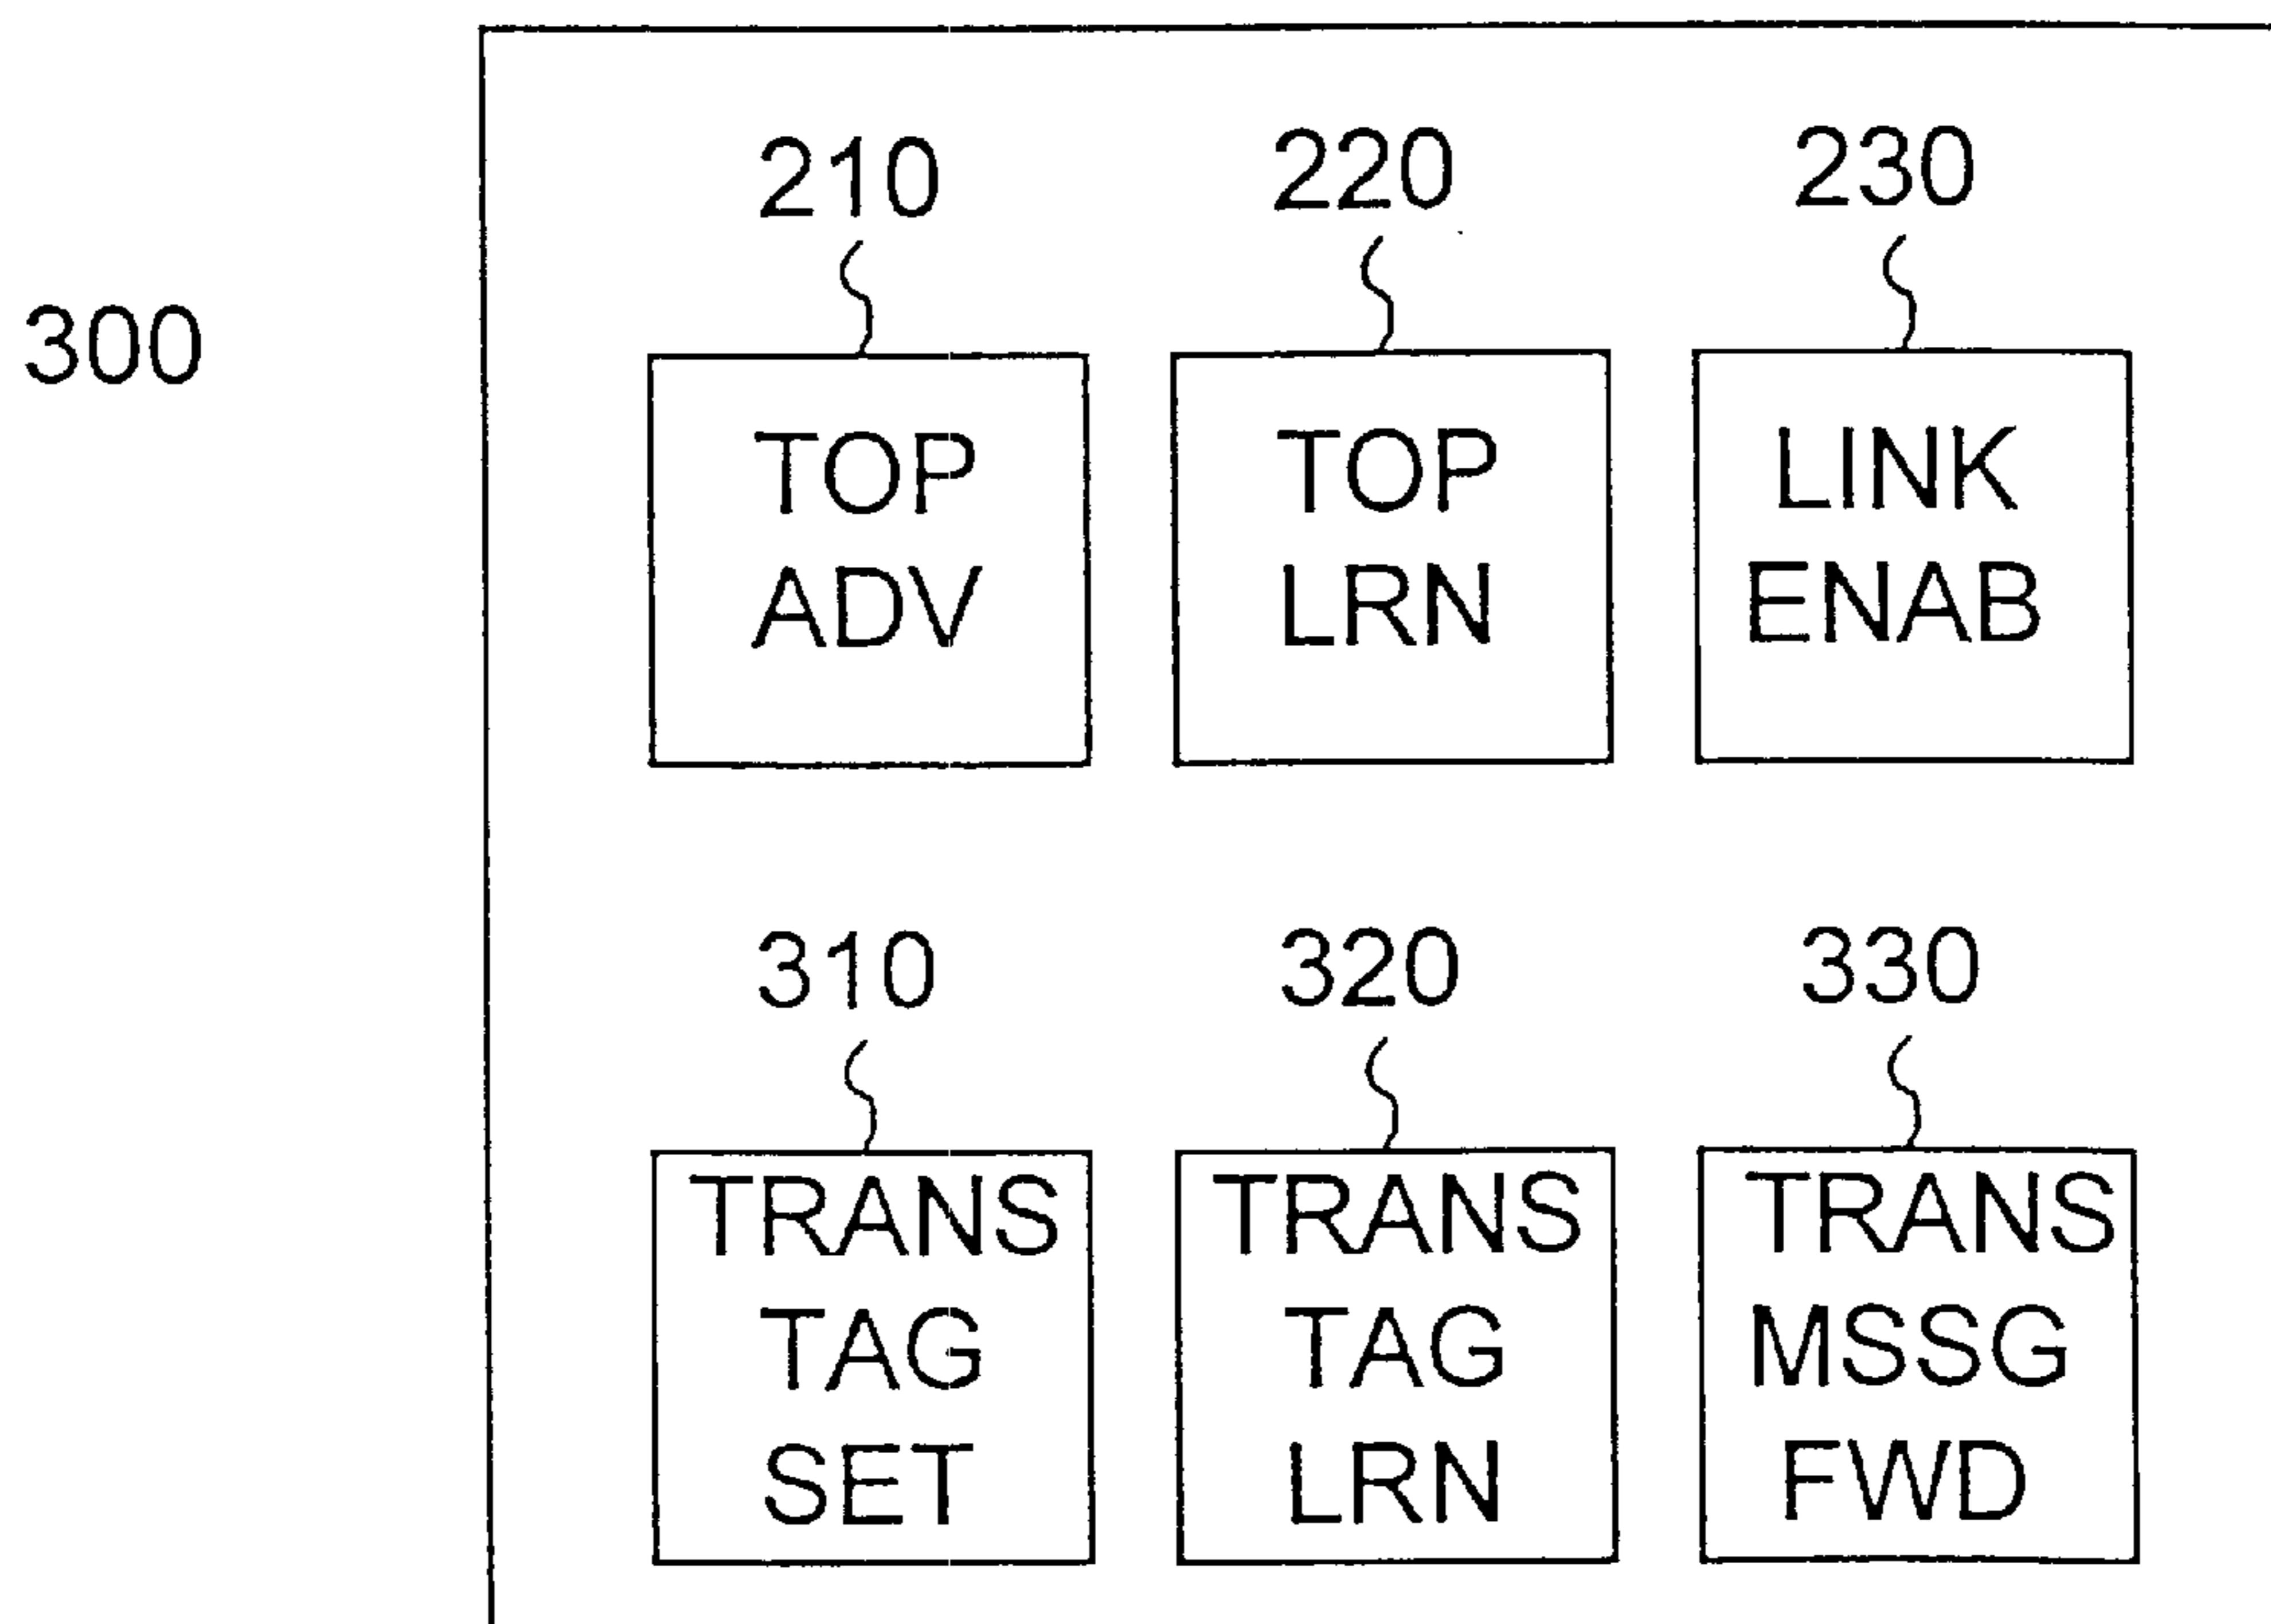 210 220 230
300
TOP ADV
TOP LRN
LINK ENAB
310 320 330
TRANS TAG SET
TRANS TAG LRN
TRANS MSSG FWD